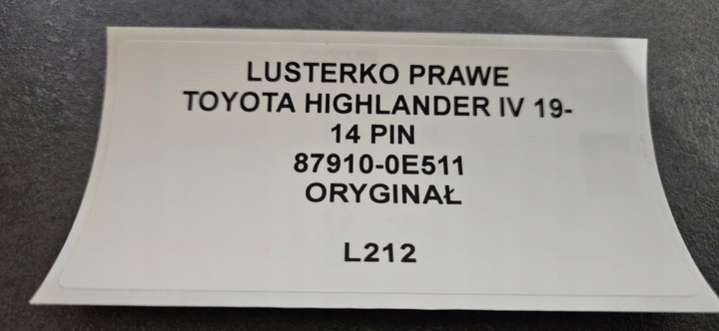 LUSTERKO PRAWE
TOYOTA HIGHLANDER IV 19-
14 PIN
87910-0E511
ORYGINAŁ
L212